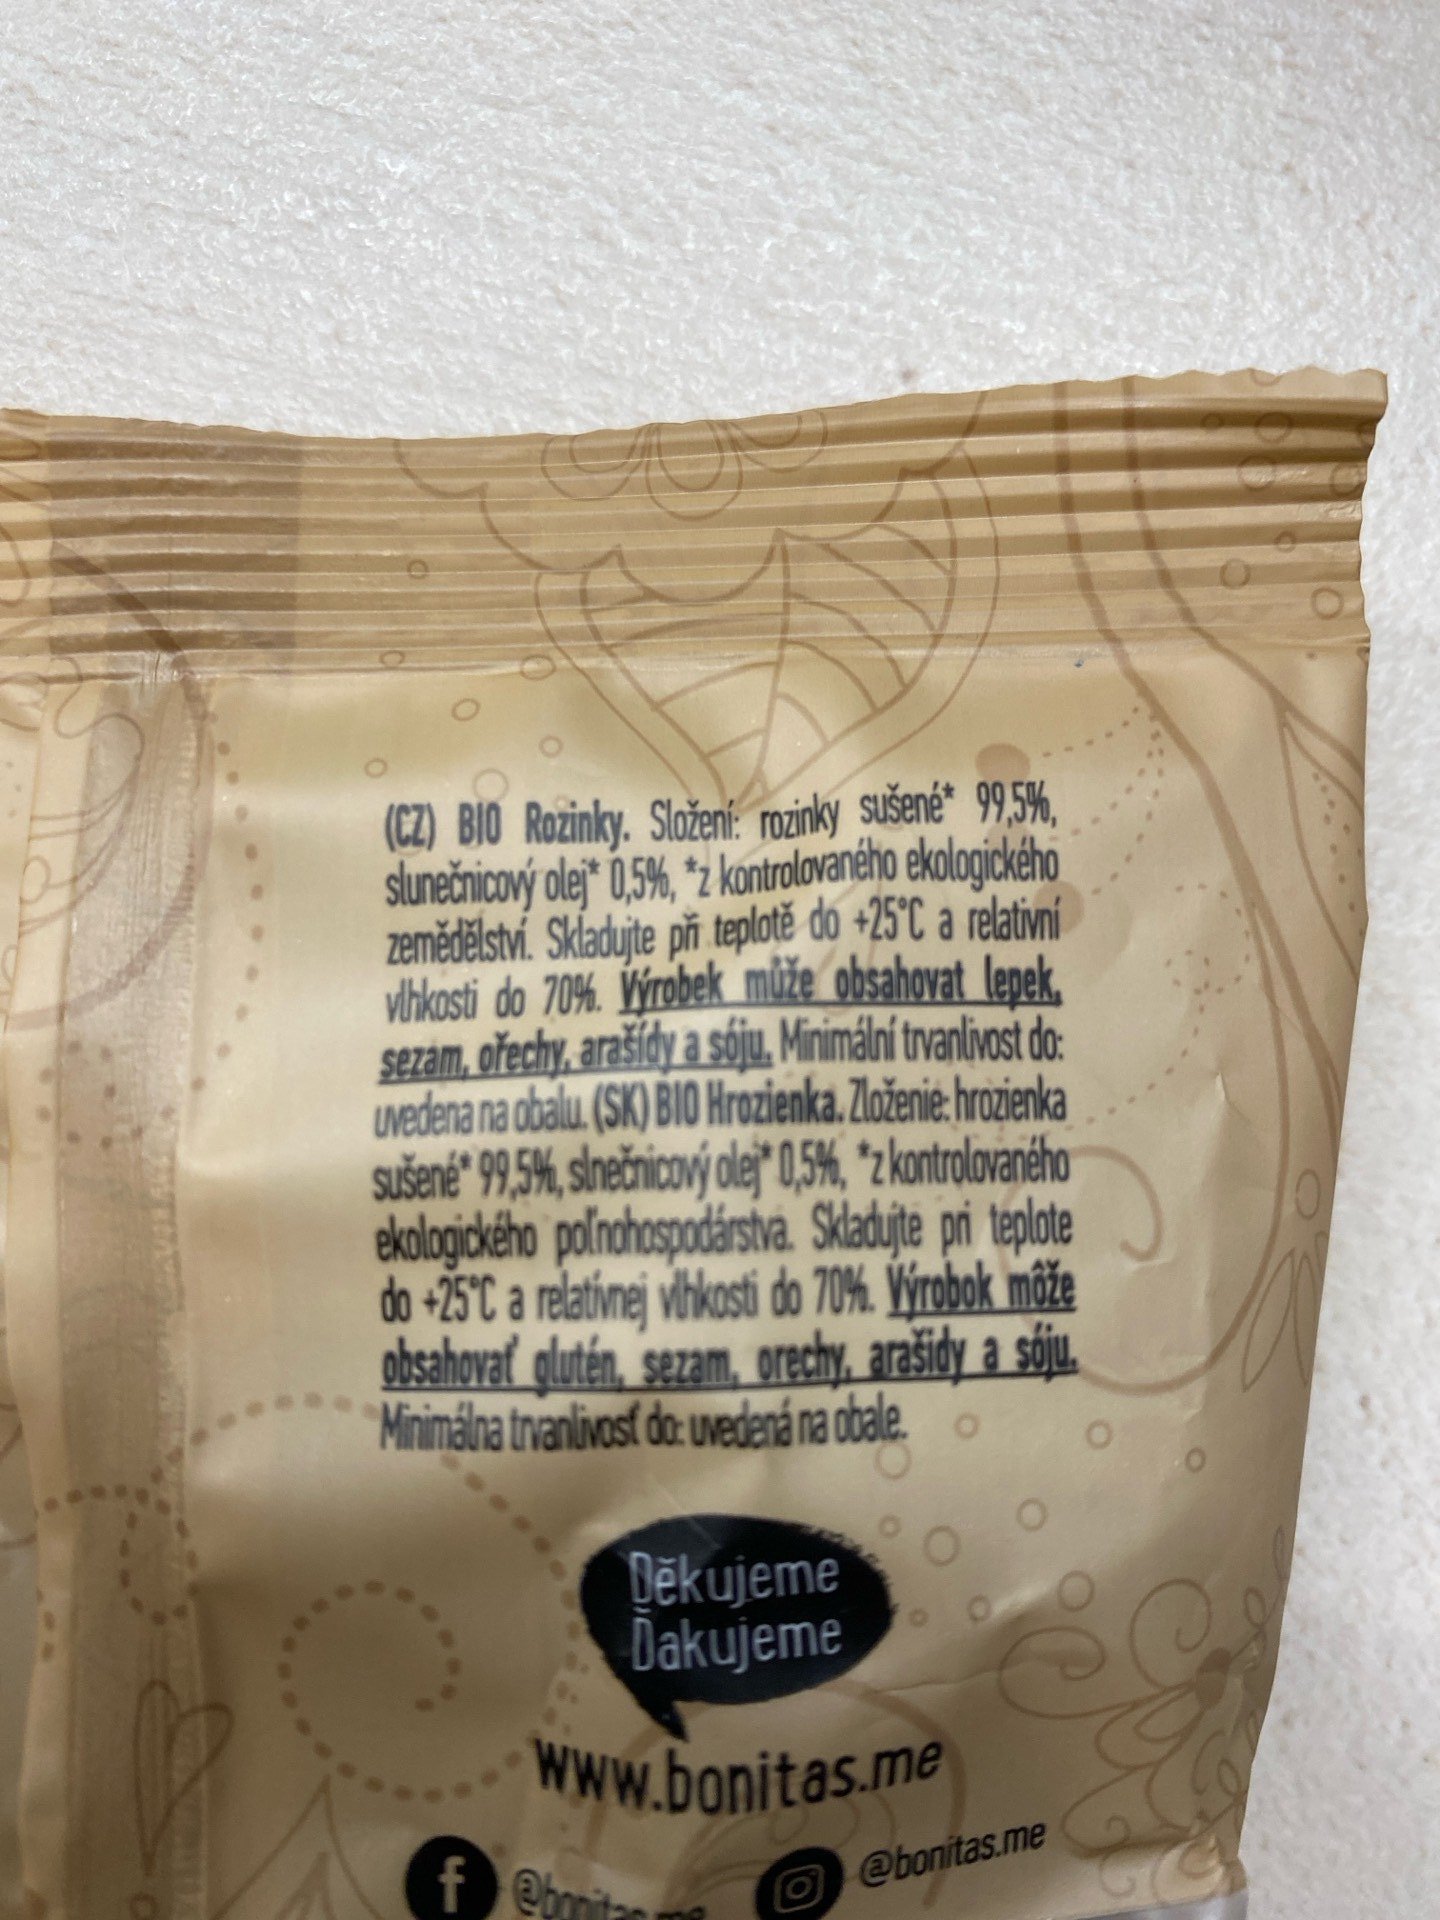 (CZ) BIO Rozinky. Složení: rozinky sušené* 99,5%,
slunečnicový olej* 0,5%, *z kontrolovaného ekologického
zemědělství. Skladujte při teplotě do +25°C a relativní
vlhkosti do 70%. Výrobek může obsahovat lepek,
sezam, ořechy, arašídy a sóju. Minimální trvanlivost do:
uvedena na obalu. (SK) BIO Hrozienka. Zloženie: hrozienka
sušené* 99,5%, slnečnicový olej* 0,5%, *z kontrolovaného
ekologického poľnohospodárstva. Skladujte pri teplote
do +25°C a relatívnej vlhkosti do 70%. Výrobok môže
obsahovať glutén, sezam, orechy, arašidy a sóju.
Minimálna trvanlivosť do: uvedená na obale.
Děkujeme
Ďakujeme
www.bonitas.me
@bonitas.me @bonitas.me